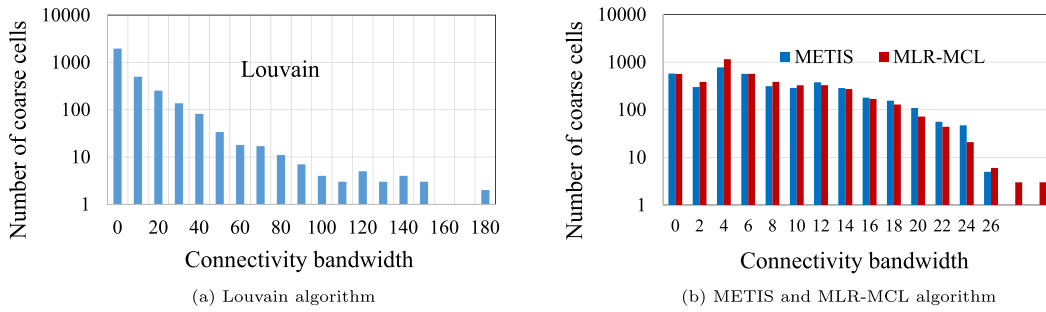 10000
1000
100
10
1
Number of coarse cells
Louvain
0 20 40 60 80 100 120 140 160 180
Connectivity bandwidth
(a) Louvain algorithm
10000
1000
100
10
1
Number of coarse cells
METIS MLR-MCL
0 2 4 6 8 10 12 14 16 18 20 22 24 26
Connectivity bandwidth
(b) METIS and MLR-MCL algorithm